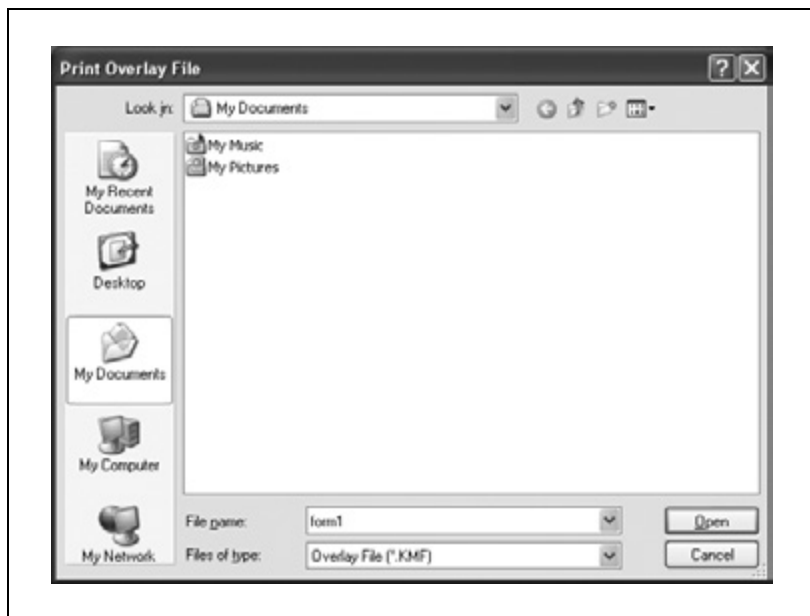 Print Overlay File
Look in:
My Documents
My Music
My Pictures
My Recent
Documents
Desktop
My Documents
My Computer
My Network
File name:
form1
Open
Files of type:
Overlay File (*.KMF)
Cancel